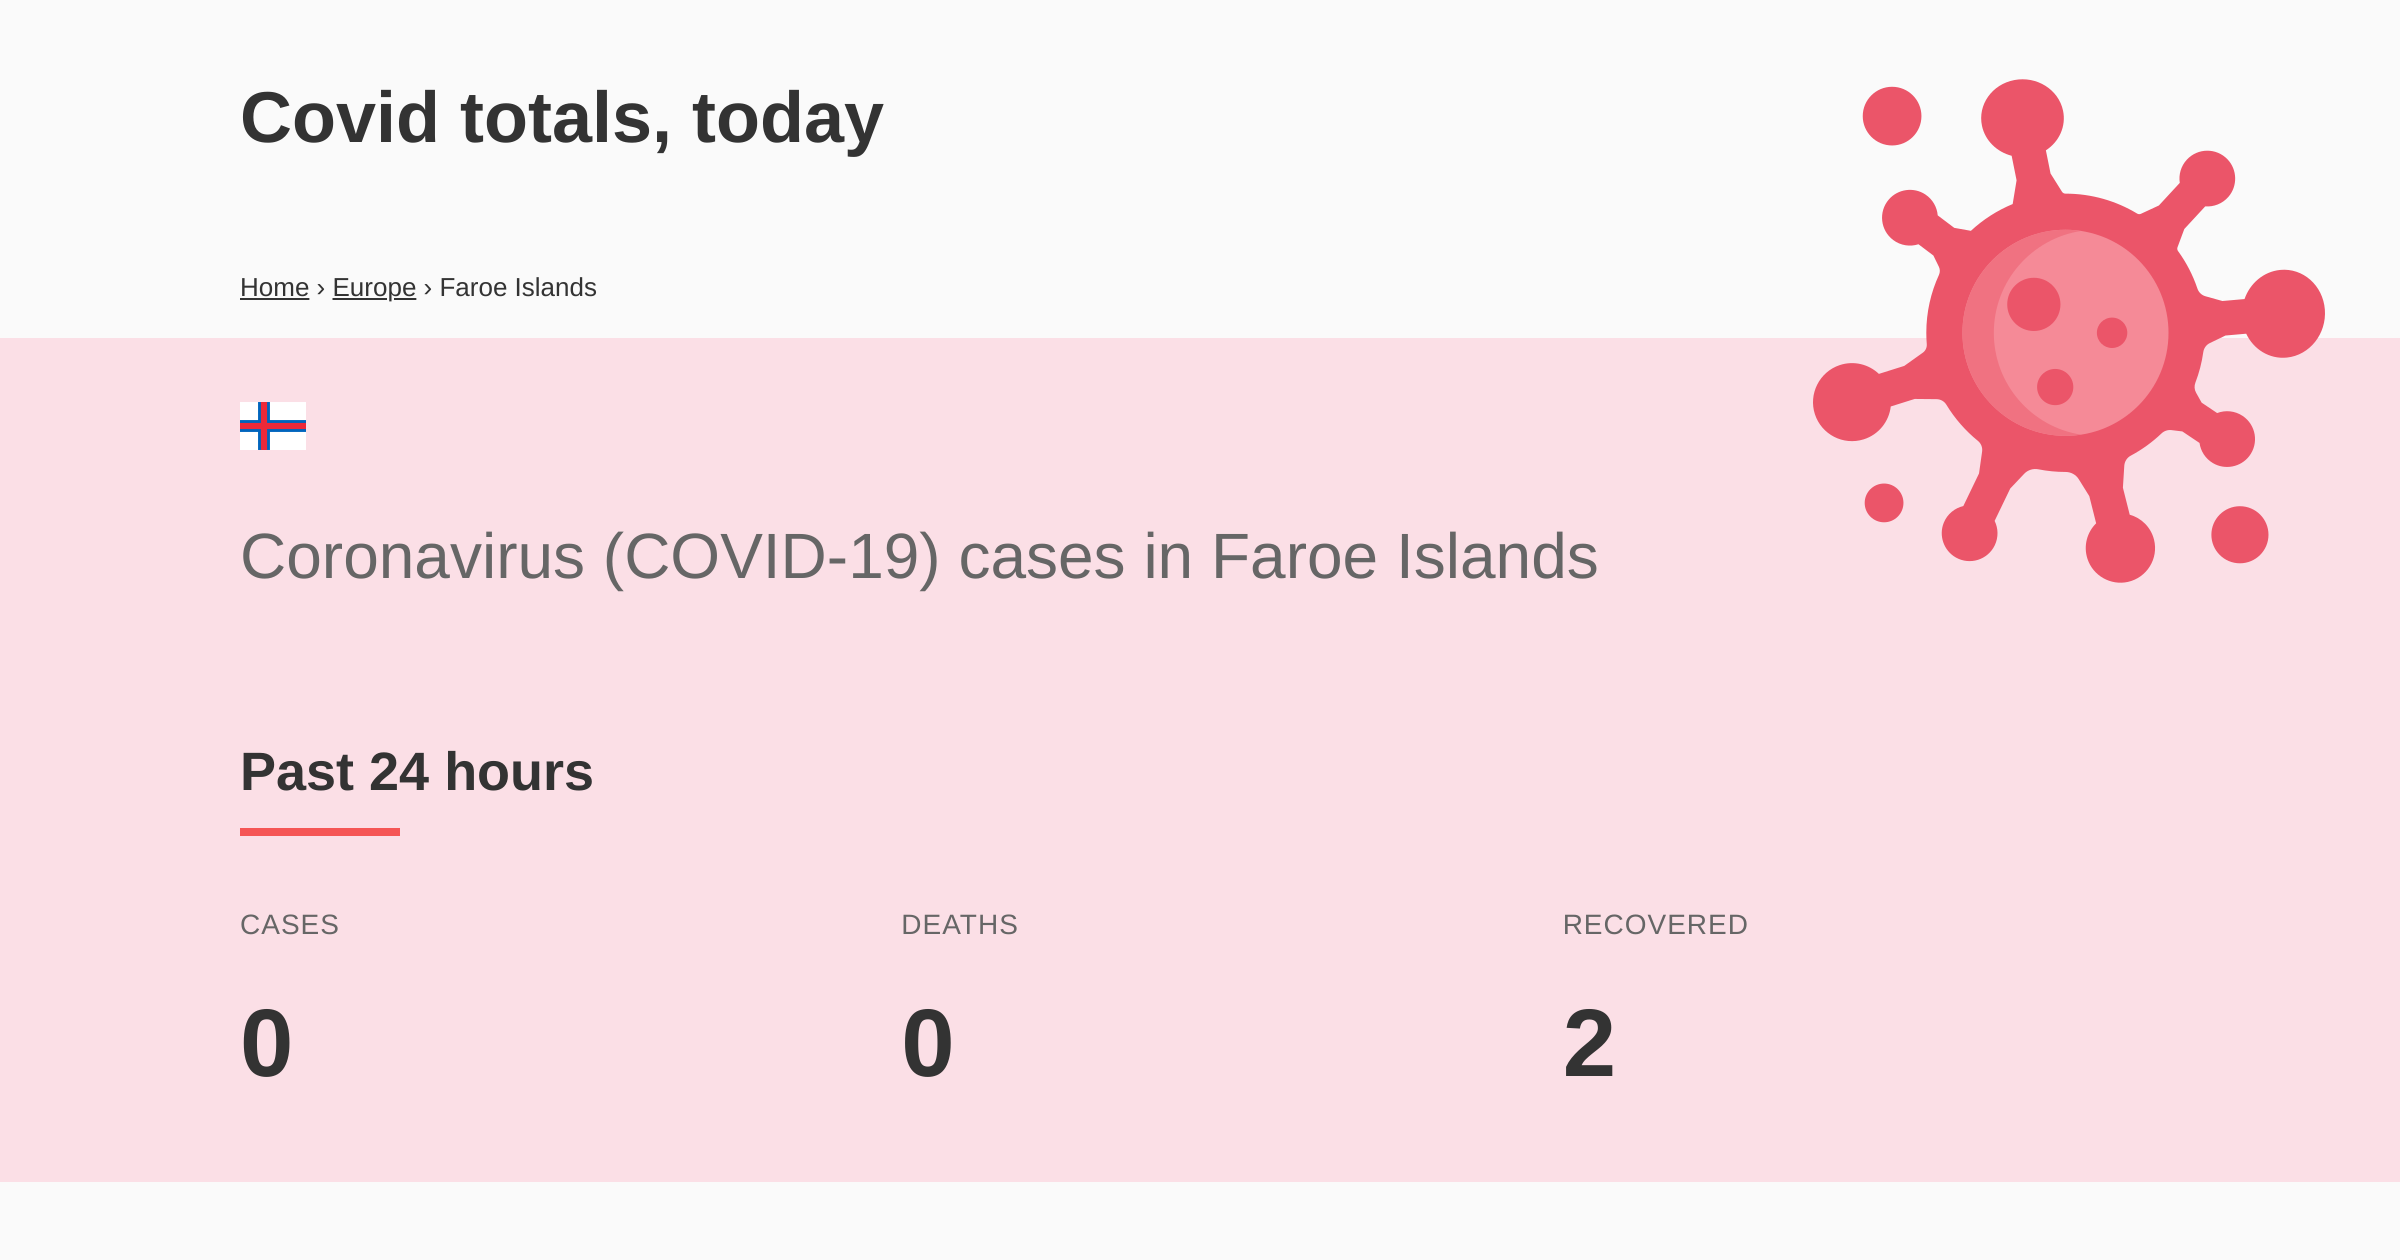 Covid totals, today
Home › Europe › Faroe Islands
Coronavirus (COVID-19) cases in Faroe Islands
Past 24 hours
CASES DEATHS RECOVERED
0 0 2